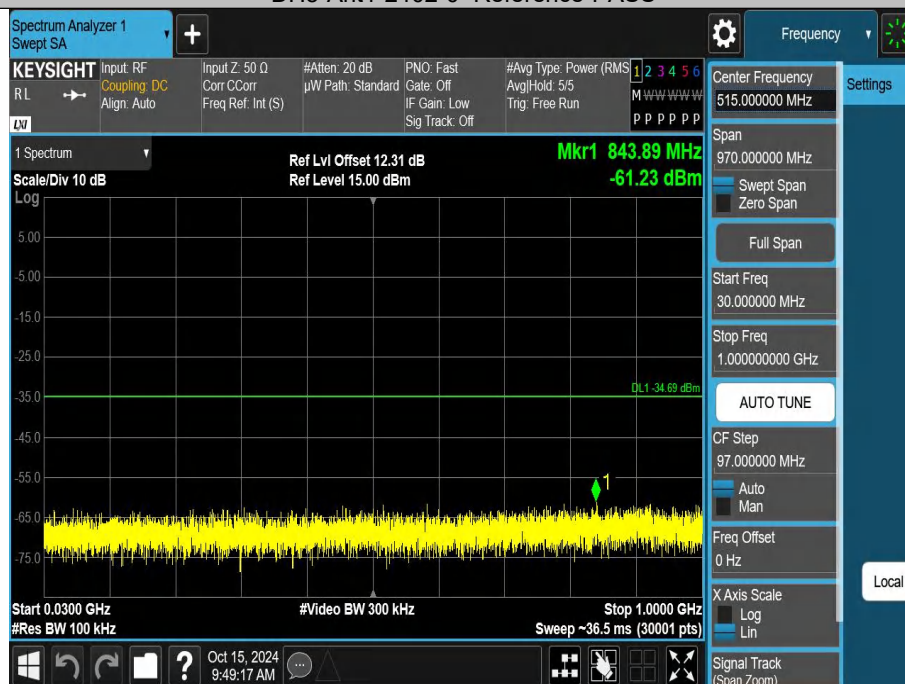 Spectrum Analyzer 1
Swept SA
+
Frequency
KEYSIGHT
RL
LXI
Input: RF
Coupling: DC
Align: Auto
Input Z: 50 Ω
Corr CCorr
Freq Ref: Int (S)
#Atten: 20 dB
µW Path: Standard
PNO: Fast
Gate: Off
IF Gain: Low
Sig Track: Off
#Avg Type: Power (RMS
Avg|Hold: 5/5
Trig: Free Run
1 2 3 4 5 6
M W W W W W
P P P P P P
Center Frequency
515.000000 MHz
Settings
1 Spectrum
Scale/Div 10 dB
Log
Ref Lvl Offset 12.31 dB
Ref Level 15.00 dBm
Mkr1 843.89 MHz
-61.23 dBm
Span
970.000000 MHz
Swept Span
Zero Span
Full Span
5.00
-5.00
-15.0
-25.0
-35.0
-45.0
-55.0
-65.0
-75.0
DL1 -34.69 dBm
1
Start Freq
30.000000 MHz
Stop Freq
1.000000000 GHz
AUTO TUNE
CF Step
97.000000 MHz
Auto
Man
Freq Offset
0 Hz
Local
X Axis Scale
Log
Lin
Signal Track
(Span Zoom)
Start 0.0300 GHz
#Video BW 300 kHz
Stop 1.0000 GHz
#Res BW 100 kHz
Sweep ~36.5 ms (30001 pts)
?
Oct 15, 2024
9:49:17 AM